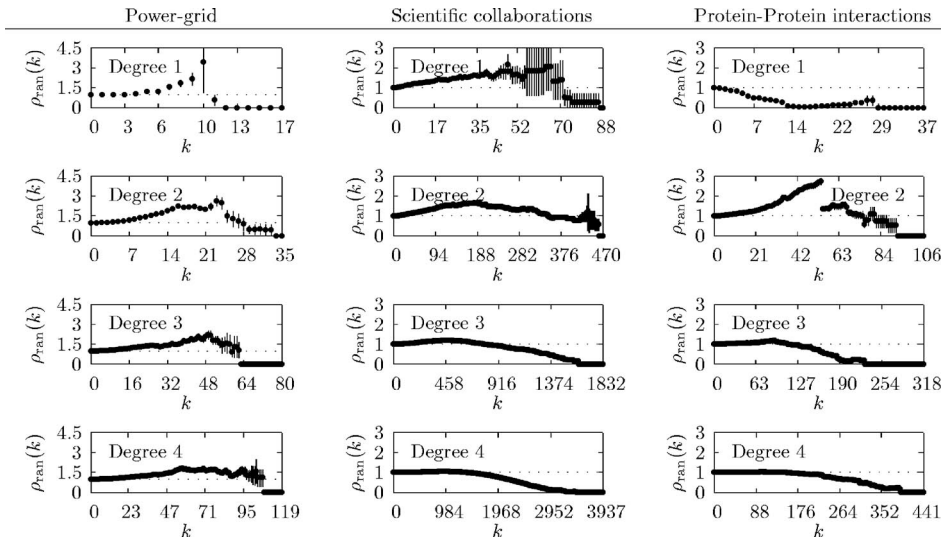 Power-grid Scientific collaborations Protein-Protein interactions
ρran(k) 4.5 3 1.5 0 Degree 1 ρran(k) 3 2 1 0 Degree 1 ρran(k) 3 2 1 0 Degree 1
0 3 6 10 13 17 0 17 35 52 70 88 0 7 14 22 29 37
k k k
ρran(k) 4.5 3 1.5 0 Degree 2 ρran(k) 3 2 1 0 Degree 2 ρran(k) 3 2 1 0 Degree 2
0 7 14 21 28 35 0 94 188 282 376 470 0 21 42 63 84 106
k k k
ρran(k) 4.5 3 1.5 0 Degree 3 ρran(k) 3 2 1 0 Degree 3 ρran(k) 3 2 1 0 Degree 3
0 16 32 48 64 80 0 458 916 1374 1832 0 63 127 190 254 318
k k k
ρran(k) 4.5 3 1.5 0 Degree 4 ρran(k) 3 2 1 0 Degree 4 ρran(k) 3 2 1 0 Degree 4
0 23 47 71 95 119 0 984 1968 2952 3937 0 88 176 264 352 441
k k k